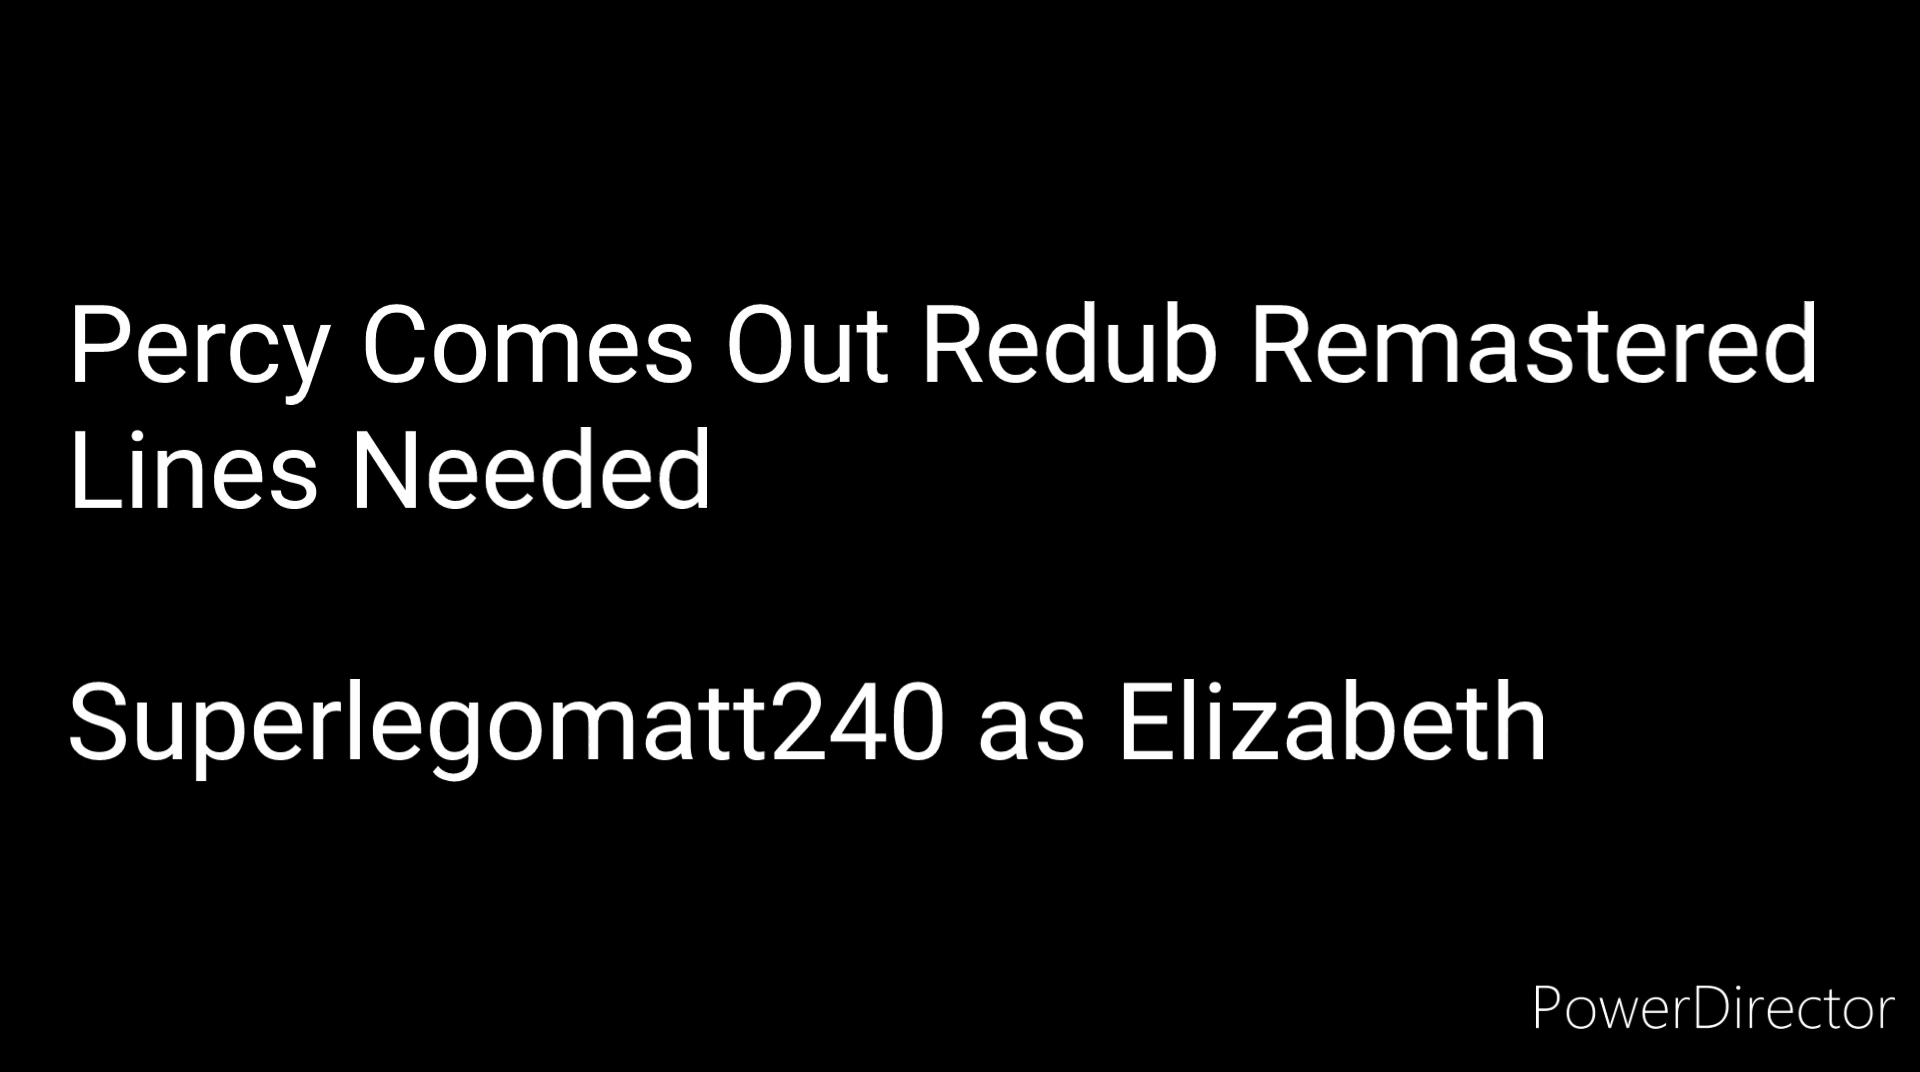 Percy Comes Out Redub Remastered
Lines Needed
Superlegomatt240 as Elizabeth
PowerDirector